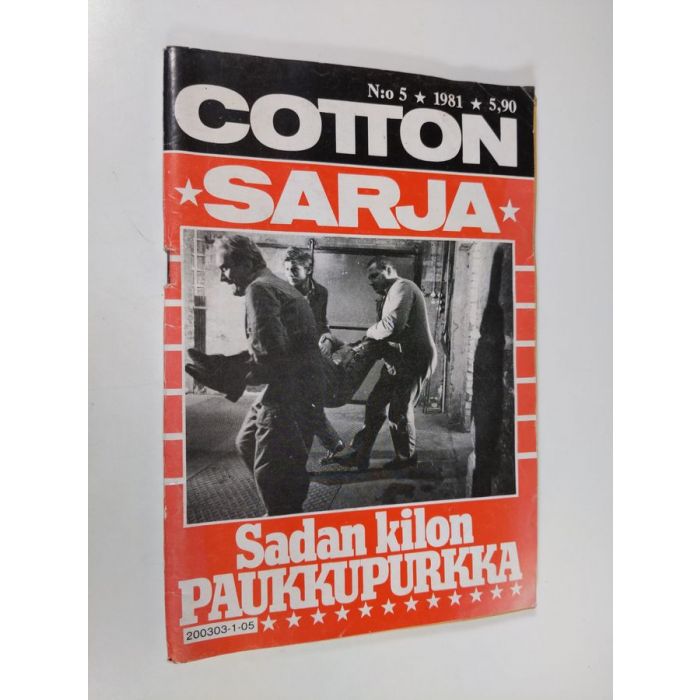 N:o 5 ★ 1981 ★ 5,90
COTTON
★ SARJA ★
Sadan kilon
PAUKKUPURKKA
200303-1-05